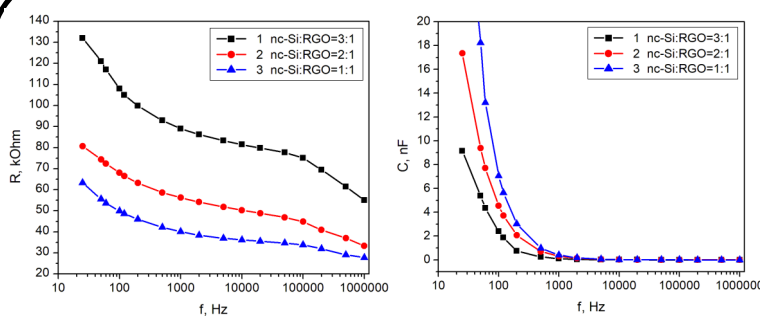 140
130
120
110
100
90
80
70
60
50
40
30
20
R, kOhm
10 100 1000 10000 100000 1000000
f, Hz
1 nc-Si:RGO=3:1
2 nc-Si:RGO=2:1
3 nc-Si:RGO=1:1
20
18
16
14
12
10
8
6
4
2
0
C, nF
10 100 1000 10000 100000 1000000
f, Hz
1 nc-Si:RGO=3:1
2 nc-Si:RGO=2:1
3 nc-Si:RGO=1:1